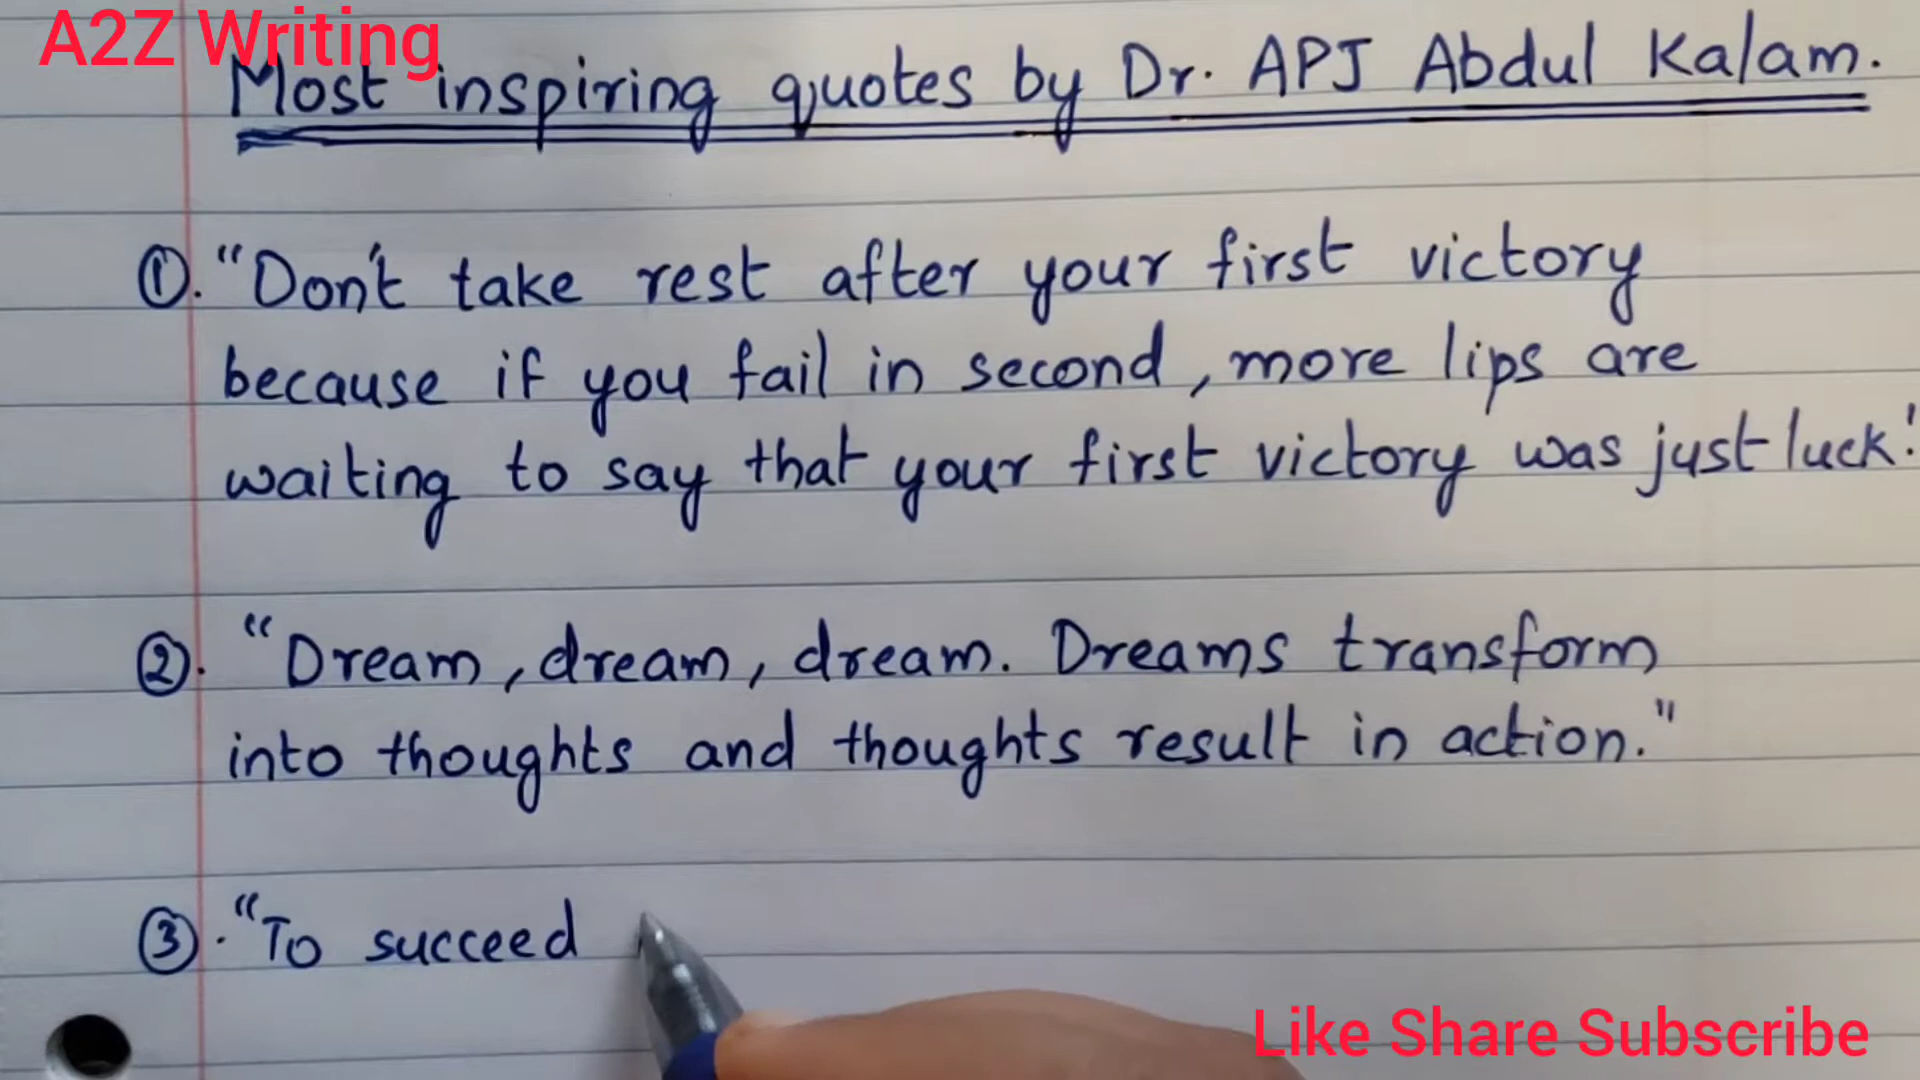 A2Z Writing
Most inspiring quotes by Dr. APJ Abdul Kalam.
①. "Don't take rest after your first victory
because if you fail in second, more lips are
waiting to say that your first victory was just luck."
②. "Dream, dream, dream. Dreams transform
into thoughts and thoughts result in action."
③. "To succeed
Like Share Subscribe